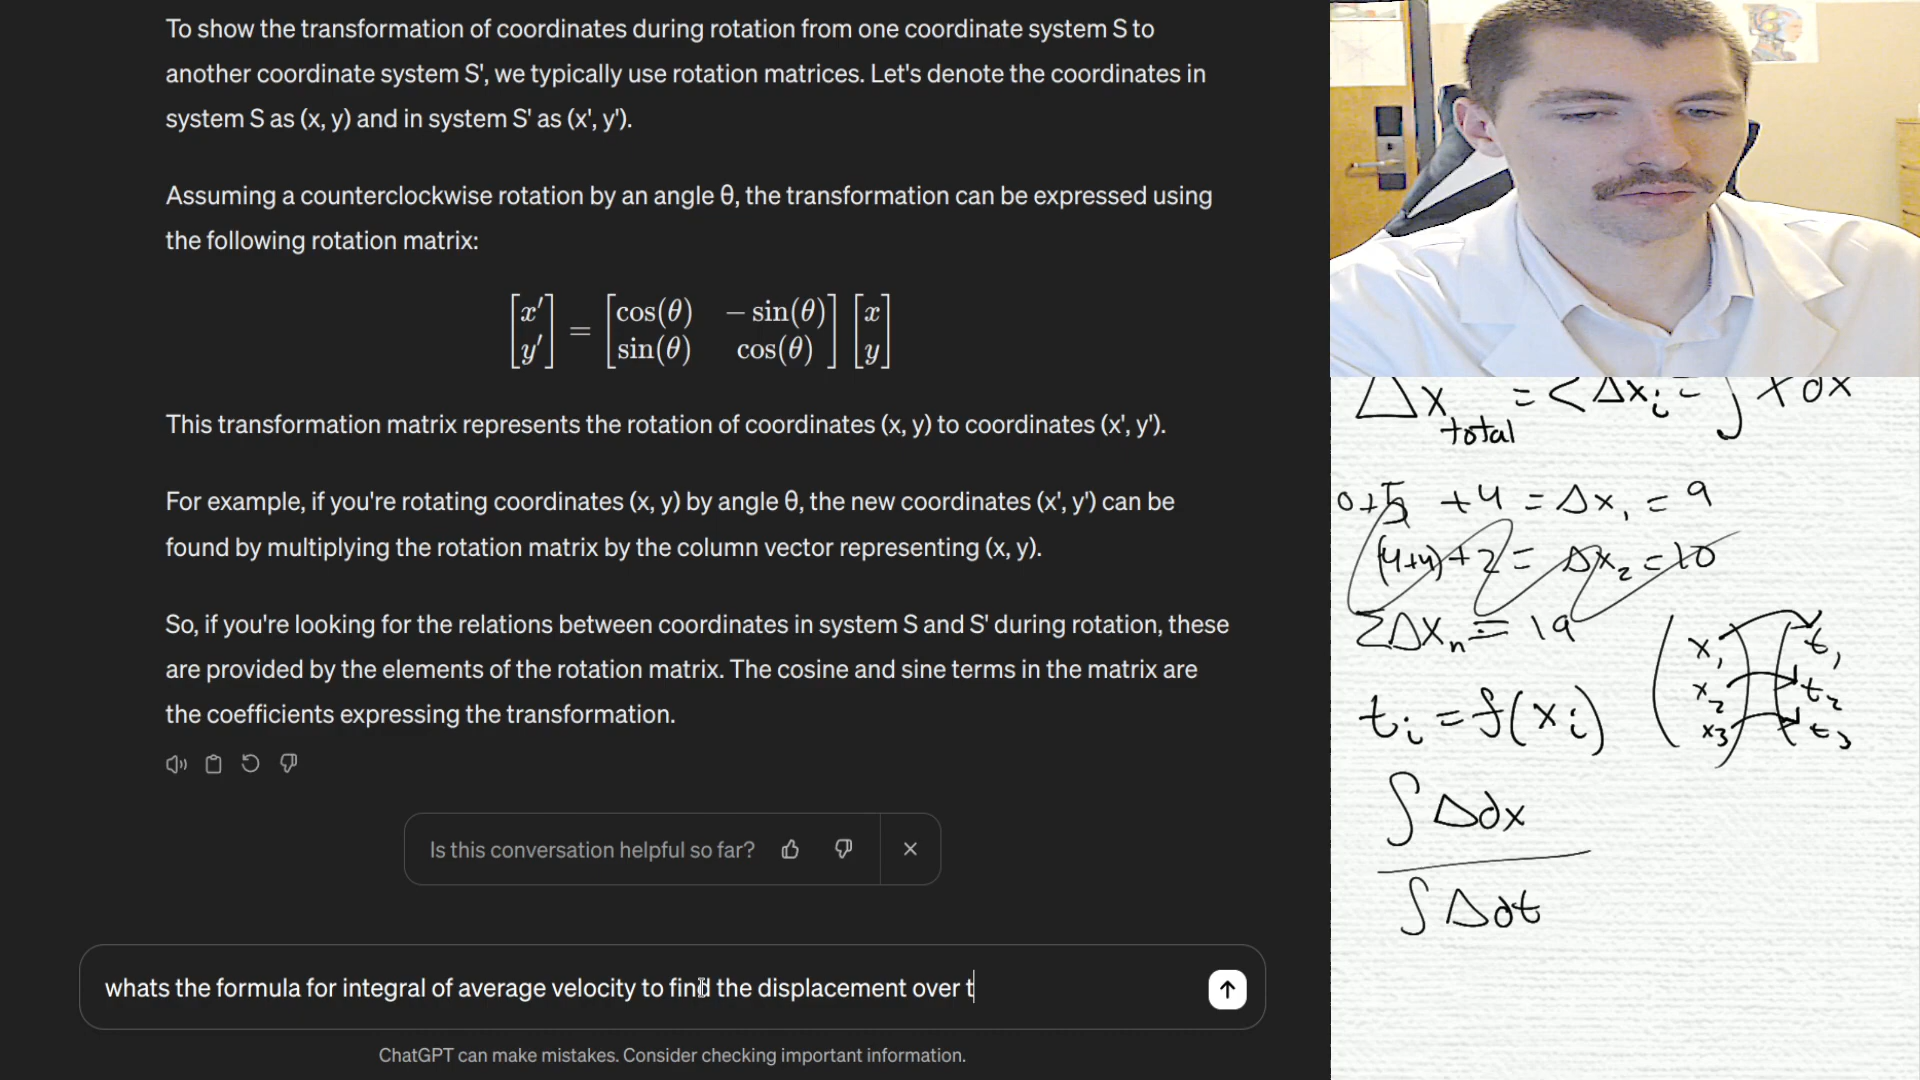 To show the transformation of coordinates during rotation from one coordinate system S to
another coordinate system S', we typically use rotation matrices. Let's denote the coordinates in
system S as (x, y) and in system S' as (x', y').
Assuming a counterclockwise rotation by an angle θ, the transformation can be expressed using
the following rotation matrix:
[x′ y′] = [cos(θ) − sin(θ) sin(θ) cos(θ)] [x y]
This transformation matrix represents the rotation of coordinates (x, y) to coordinates (x', y').
For example, if you're rotating coordinates (x, y) by angle θ, the new coordinates (x', y') can be
found by multiplying the rotation matrix by the column vector representing (x, y).
So, if you're looking for the relations between coordinates in system S and S' during rotation, these
are provided by the elements of the rotation matrix. The cosine and sine terms in the matrix are
the coefficients expressing the transformation.
Is this conversation helpful so far?
whats the formula for integral of average velocity to find the displacement over t
ChatGPT can make mistakes. Consider checking important information.
Δx total = ΣΔxᵢ = ∫ x dx
0+5 +4 = Δx₁ = 9
(4+4)+2 = Δx₂ = 10
ΣΔxₙ = 19
tᵢ = f(xᵢ)
x₁ t₁
x₂ t₂
x₃ t₃
∫Δdx
∫Δdt